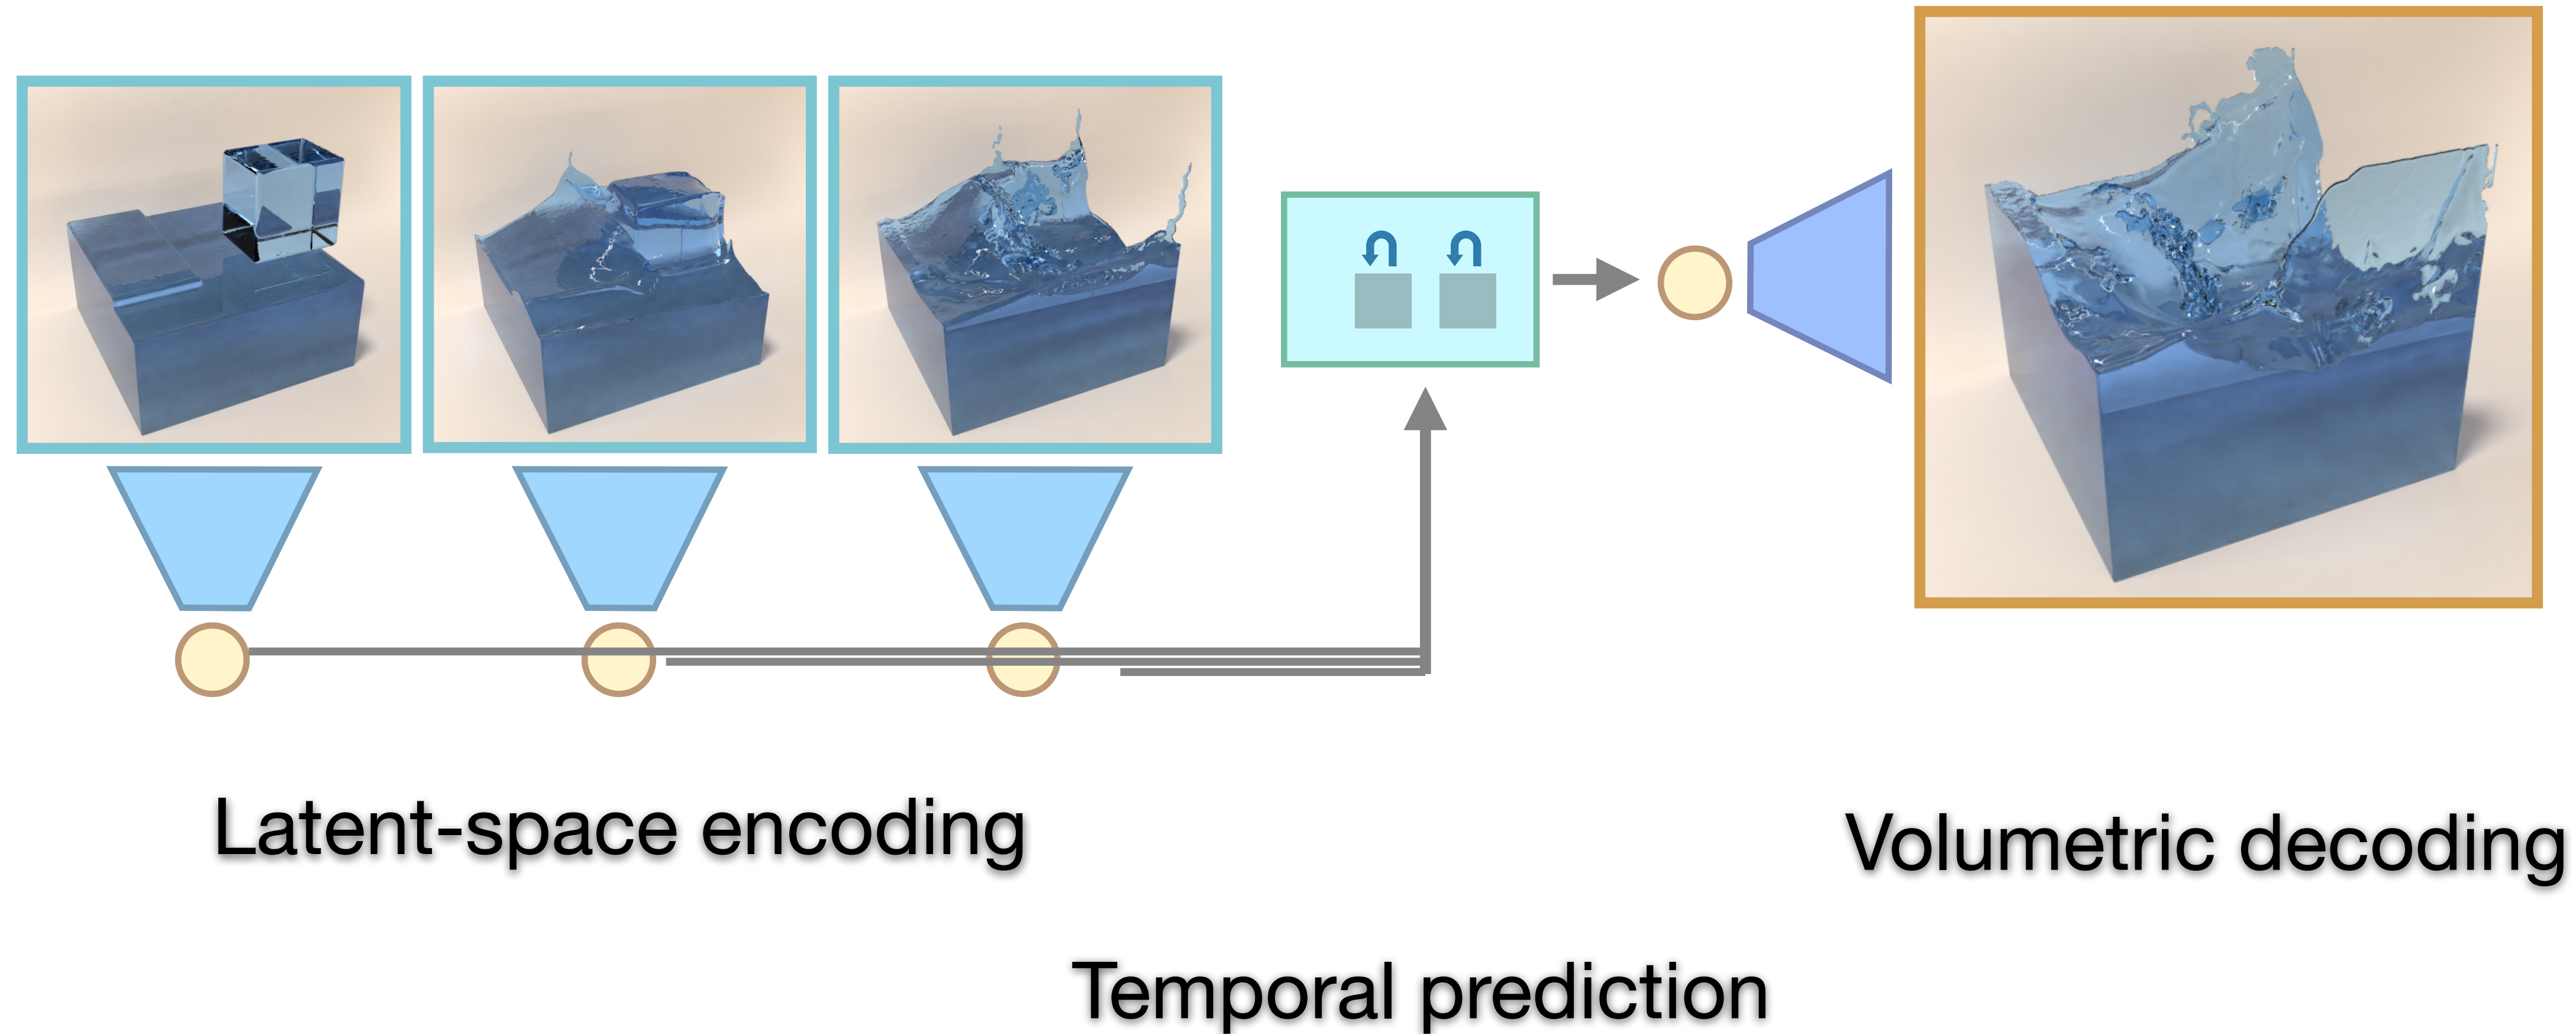 Latent-space encoding
Volumetric decoding
Temporal prediction